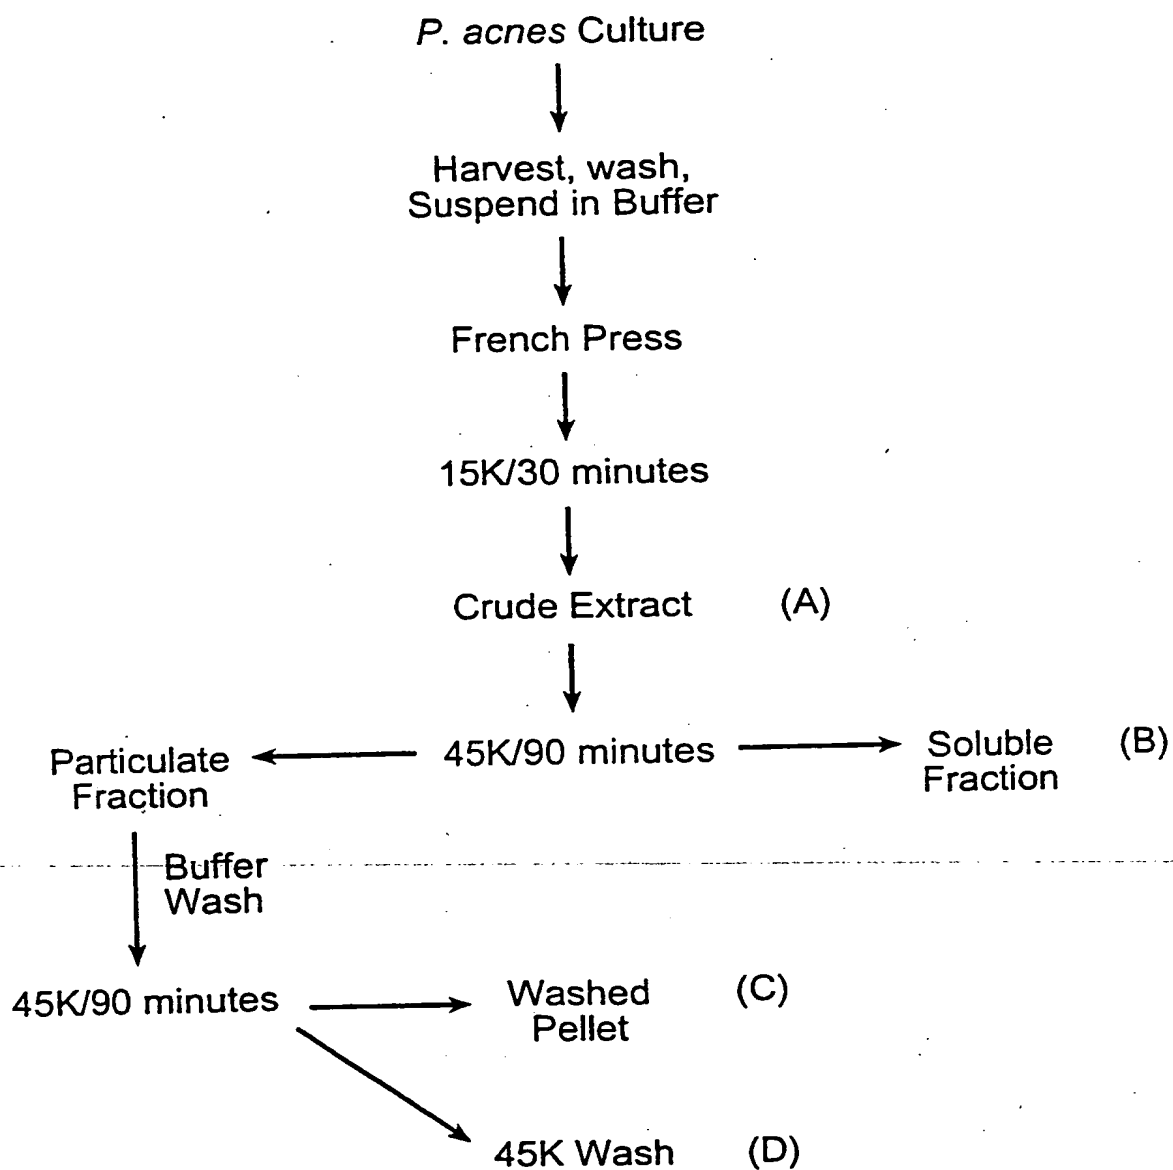 P. acnes Culture
Harvest, wash,
Suspend in Buffer
French Press
15K/30 minutes
Crude Extract (A)
Particulate
Fraction
45K/90 minutes
Soluble
Fraction
(B)
Buffer
Wash
45K/90 minutes
Washed
Pellet
(C)
45K Wash (D)